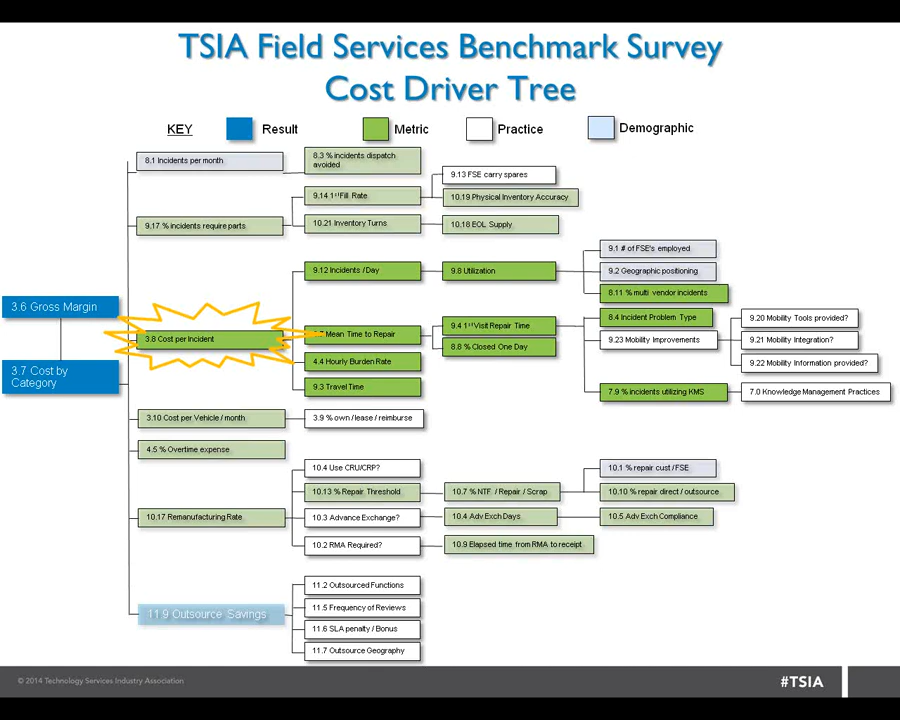 TSIA Field Services Benchmark Survey
Cost Driver Tree
KEY
Result
Metric
Practice
Demographic
8.1 Incidents per month
8.3 % incidents dispatch
avoided
9.13 FSE carry spares
9.14 1st Fill Rate
10.19 Physical Inventory Accuracy
9.17 % incidents require parts
10.21 Inventory Turns
10.18 EOL Supply
9.1 # of FSE's employed
9.12 Incidents / Day
9.8 Utilization
9.2 Geographic positioning
8.11 % multi vendor incidents
3.6 Gross Margin
8.4 Incident Problem Type
9.20 Mobility Tools provided?
3.8 Cost per Incident
Mean Time to Repair
9.4 1st Visit Repair Time
9.23 Mobility Improvements
9.21 Mobility Integration?
8.8 % Closed One Day
4.4 Hourly Burden Rate
9.22 Mobility Information provided?
3.7 Cost by
Category
9.3 Travel Time
7.9 % incidents utilizing KMS
7.0 Knowledge Management Practices
3.10 Cost per Vehicle / month
3.9 % own / lease / reimburse
4.5 % Overtime expense
10.4 Use CRU/CRP?
10.1 % repair cust / FSE
10.13 % Repair Threshold
10.7 % NTF / Repair / Scrap
10.10 % repair direct / outsource
10.17 Remanufacturing Rate
10.3 Advance Exchange?
10.4 Adv Exch Days
10.5 Adv Exch Compliance
10.2 RMA Required?
10.9 Elapsed time from RMA to receipt
11.2 Outsourced Functions
11.9 Outsource Savings
11.5 Frequency of Reviews
11.6 SLA penalty / Bonus
11.7 Outsource Geography
© 2014 Technology Services Industry Association
#TSIA